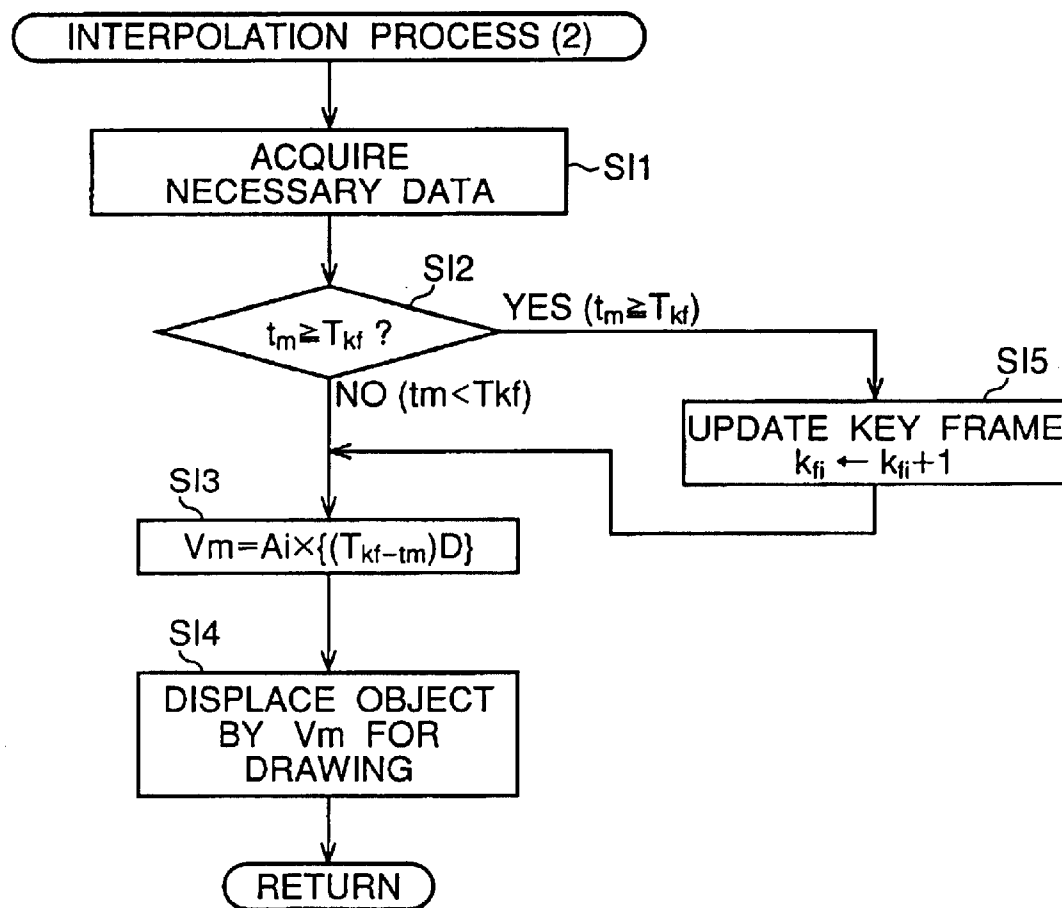 INTERPOLATION PROCESS (2)
ACQUIRE
NECESSARY DATA
SI1
SI2
tm≧Tkf ?
YES (tm≧Tkf)
NO (tm<Tkf)
SI5
UPDATE KEY FRAME
kfi ← kfi+1
SI3
Vm=Ai×{(Tkf-tm)D}
SI4
DISPLACE OBJECT
BY Vm FOR
DRAWING
RETURN